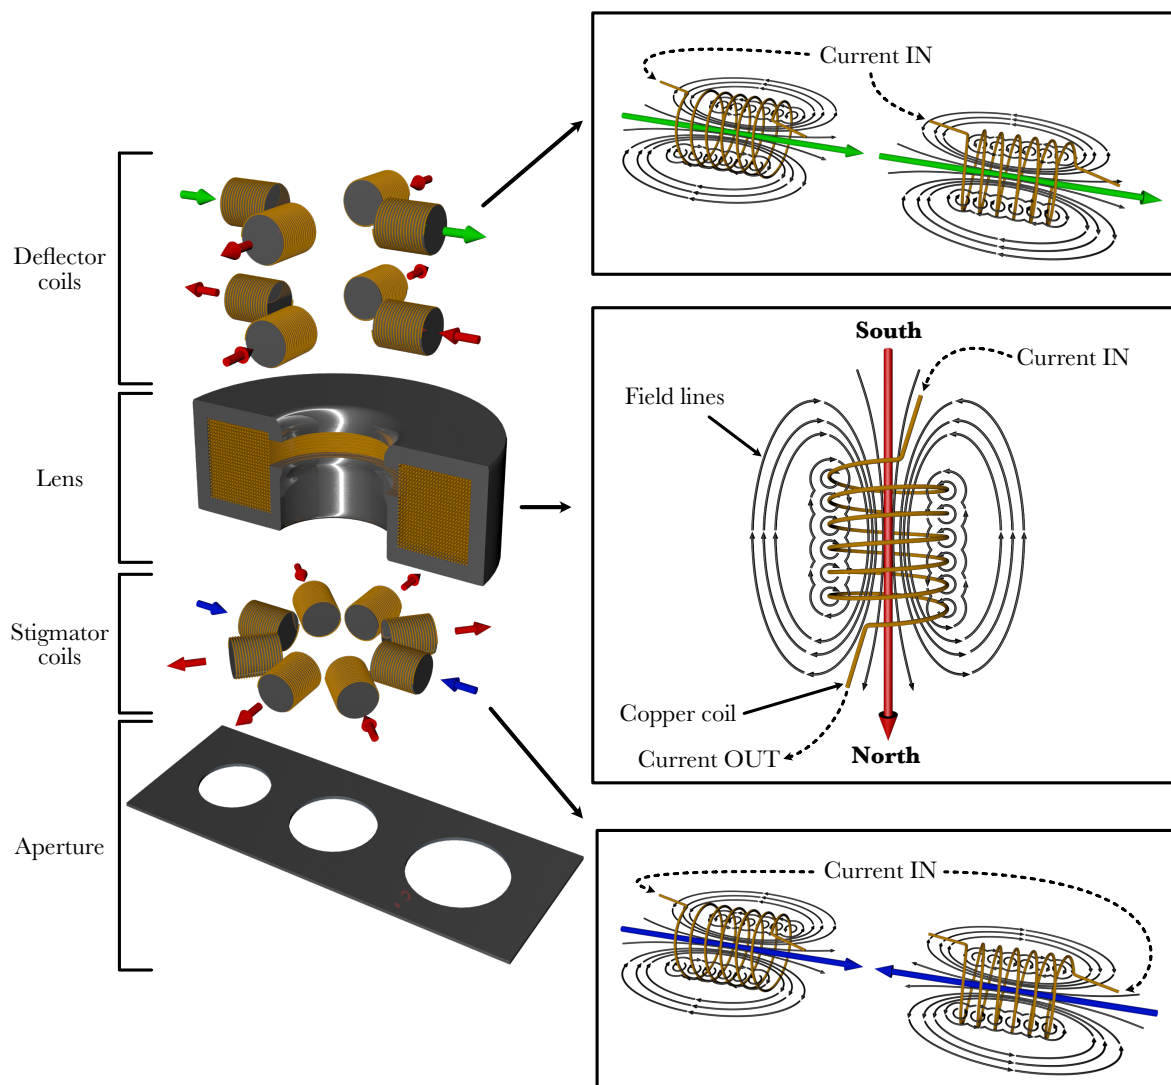 Deflector
coils
Lens
Stigmator
coils
Aperture
Current IN
South
Current IN
Field lines
Copper coil
Current OUT
North
Current IN